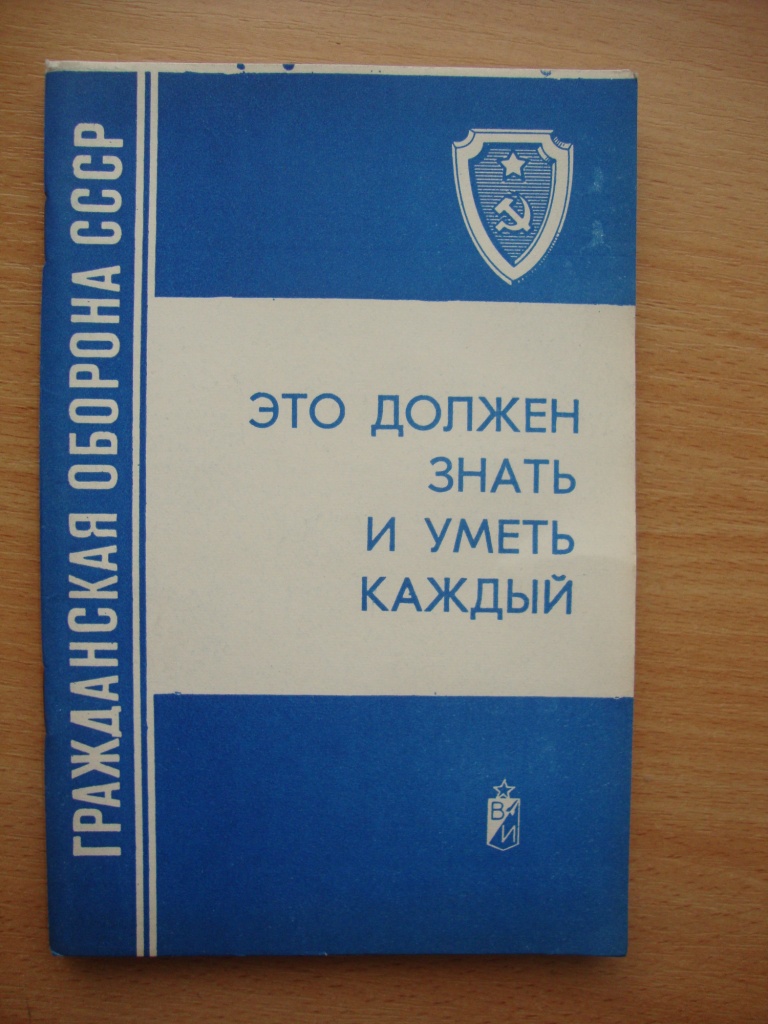 ГРАЖДАНСКАЯ ОБОРОНА СССР
ЭТО ДОЛЖЕН
ЗНАТЬ
И УМЕТЬ
КАЖДЫЙ
В
И